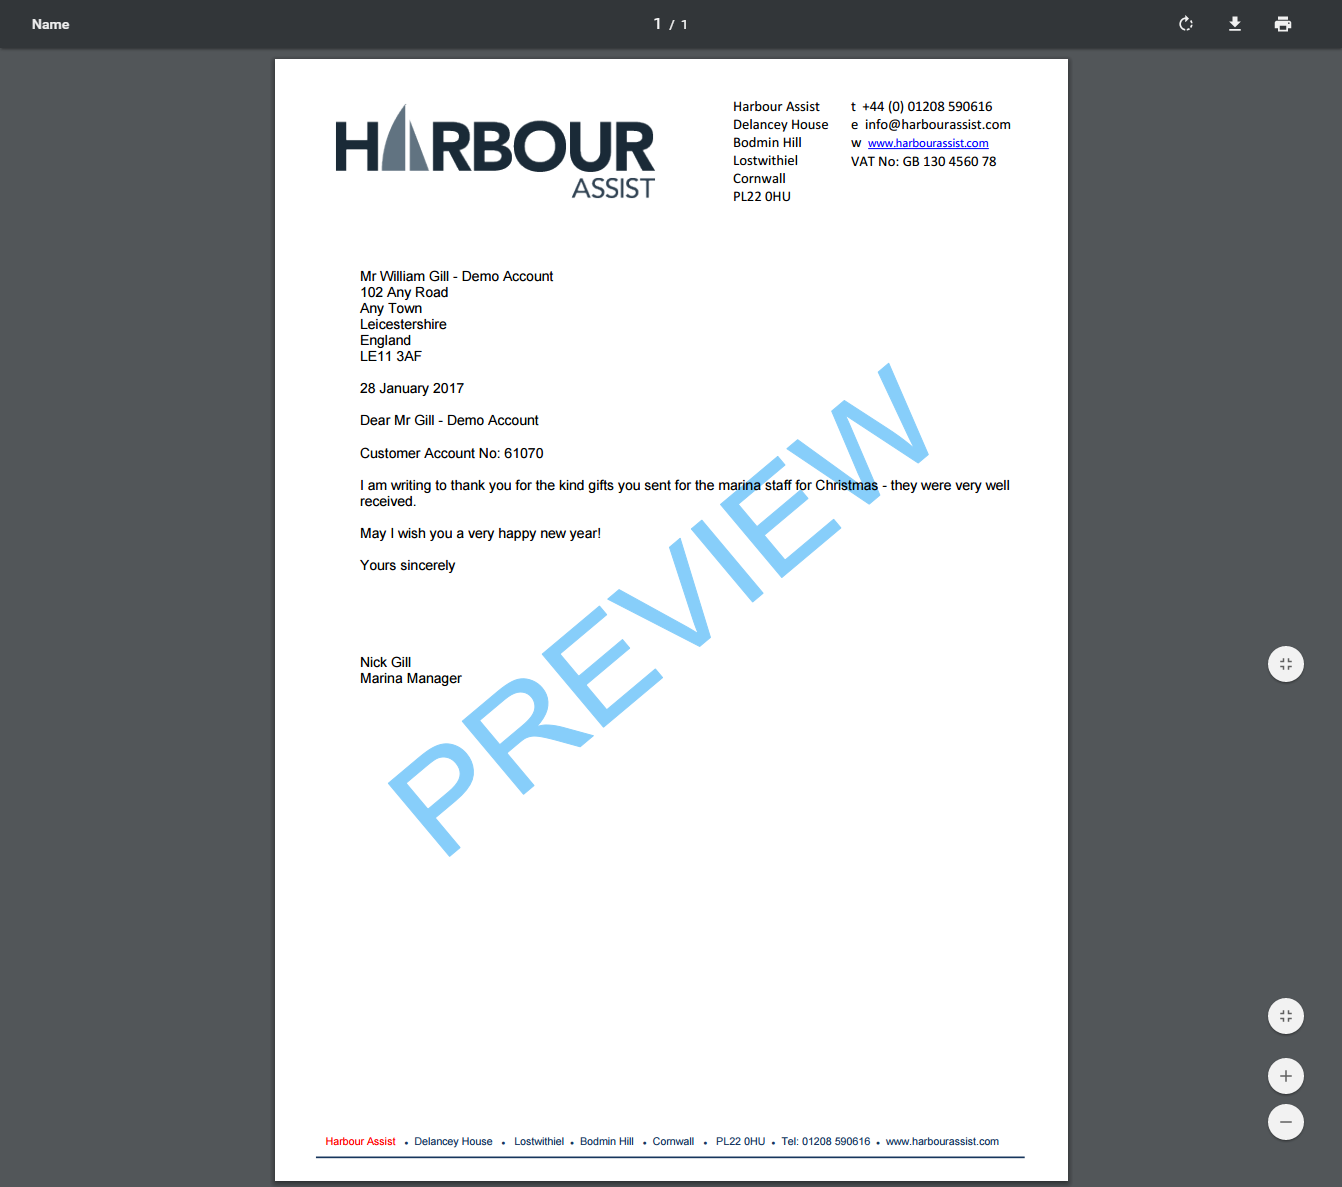 Name
1 / 1
HARBOUR
ASSIST
Harbour Assist
Delancey House
Bodmin Hill
Lostwithiel
Cornwall
PL22 0HU
t +44 (0) 01208 590616
e info@harbourassist.com
w www.harbourassist.com
VAT No: GB 130 4560 78
Mr William Gill - Demo Account
102 Any Road
Any Town
Leicestershire
England
LE11 3AF
28 January 2017
Dear Mr Gill - Demo Account
Customer Account No: 61070
I am writing to thank you for the kind gifts you sent for the marina staff for Christmas - they were very well
received.
May I wish you a very happy new year!
Yours sincerely
Nick Gill
Marina Manager
PREVIEW
Harbour Assist • Delancey House • Lostwithiel • Bodmin Hill • Cornwall • PL22 0HU • Tel: 01208 590616 • www.harbourassist.com